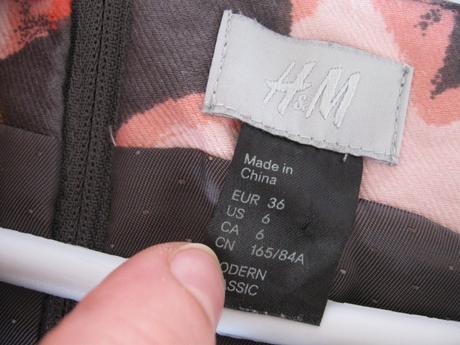 H&M
Made in
China
EUR 36
US 6
CA 6
CN 165/84A
ODERN
ASSIC